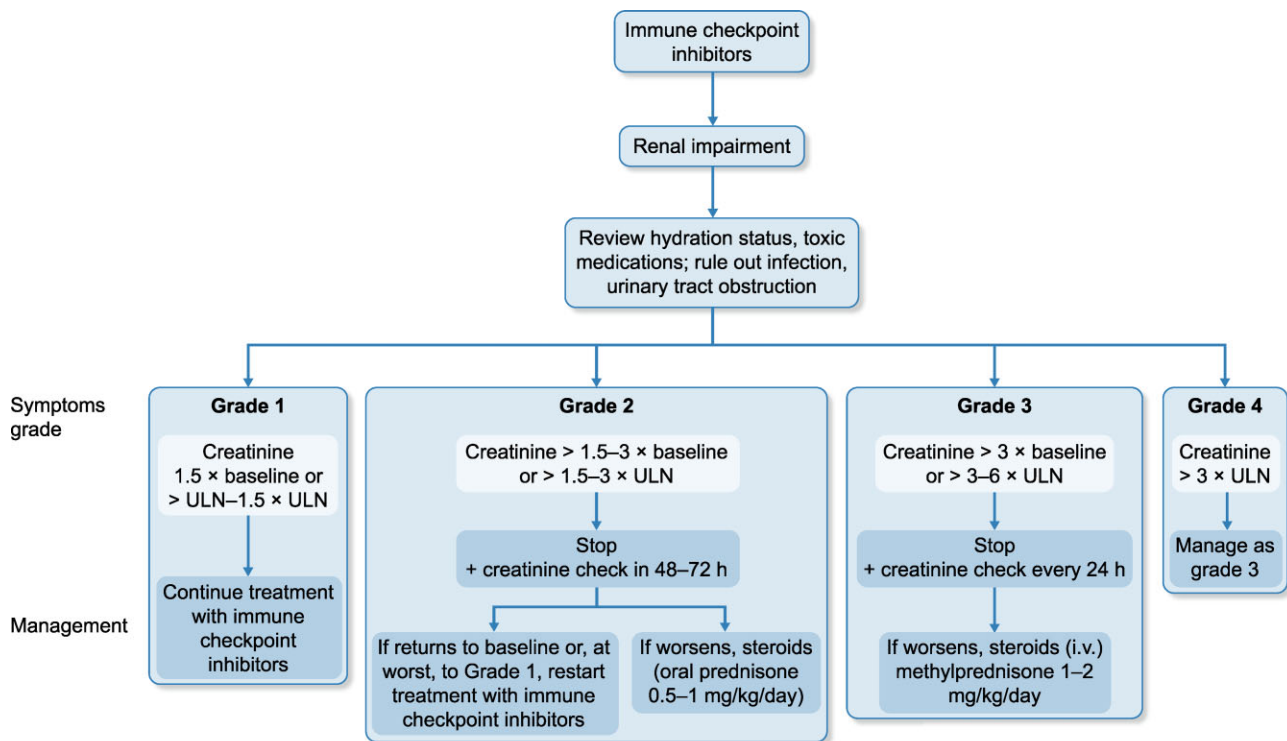 Immune checkpoint
inhibitors
Renal impairment
Review hydration status, toxic
medications; rule out infection,
urinary tract obstruction
Symptoms
grade
Grade 1
Creatinine
1.5 × baseline or
> ULN–1.5 × ULN
Continue treatment
with immune
checkpoint
inhibitors
Grade 2
Creatinine > 1.5–3 × baseline
or > 1.5–3 × ULN
Stop
+ creatinine check in 48–72 h
If returns to baseline or, at
worst, to Grade 1, restart
treatment with immune
checkpoint inhibitors
If worsens, steroids
(oral prednisone
0.5–1 mg/kg/day)
Grade 3
Creatinine > 3 × baseline
or > 3–6 × ULN
Stop
+ creatinine check every 24 h
If worsens, steroids (i.v.)
methylprednisone 1–2
mg/kg/day
Grade 4
Creatinine
> 3 × ULN
Manage as
grade 3
Management